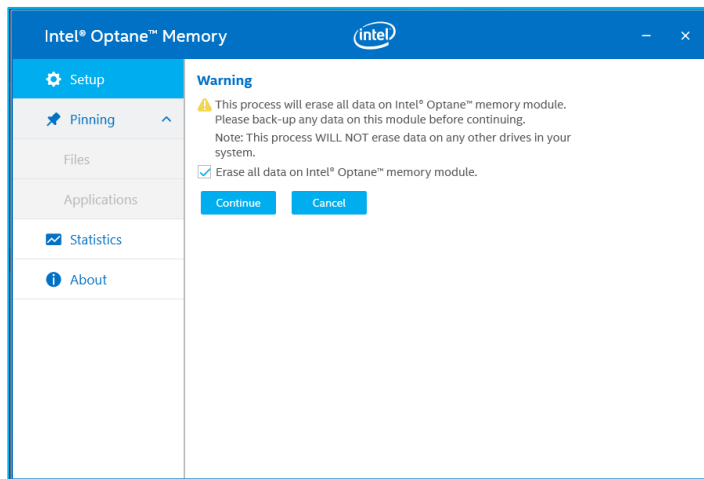 Intel® Optane™ Memory
intel
Setup
Pinning
Files
Applications
Statistics
About
Warning
This process will erase all data on Intel® Optane™ memory module.
Please back-up any data on this module before continuing.
Note: This process WILL NOT erase data on any other drives in your
system.
Erase all data on Intel® Optane™ memory module.
Continue Cancel